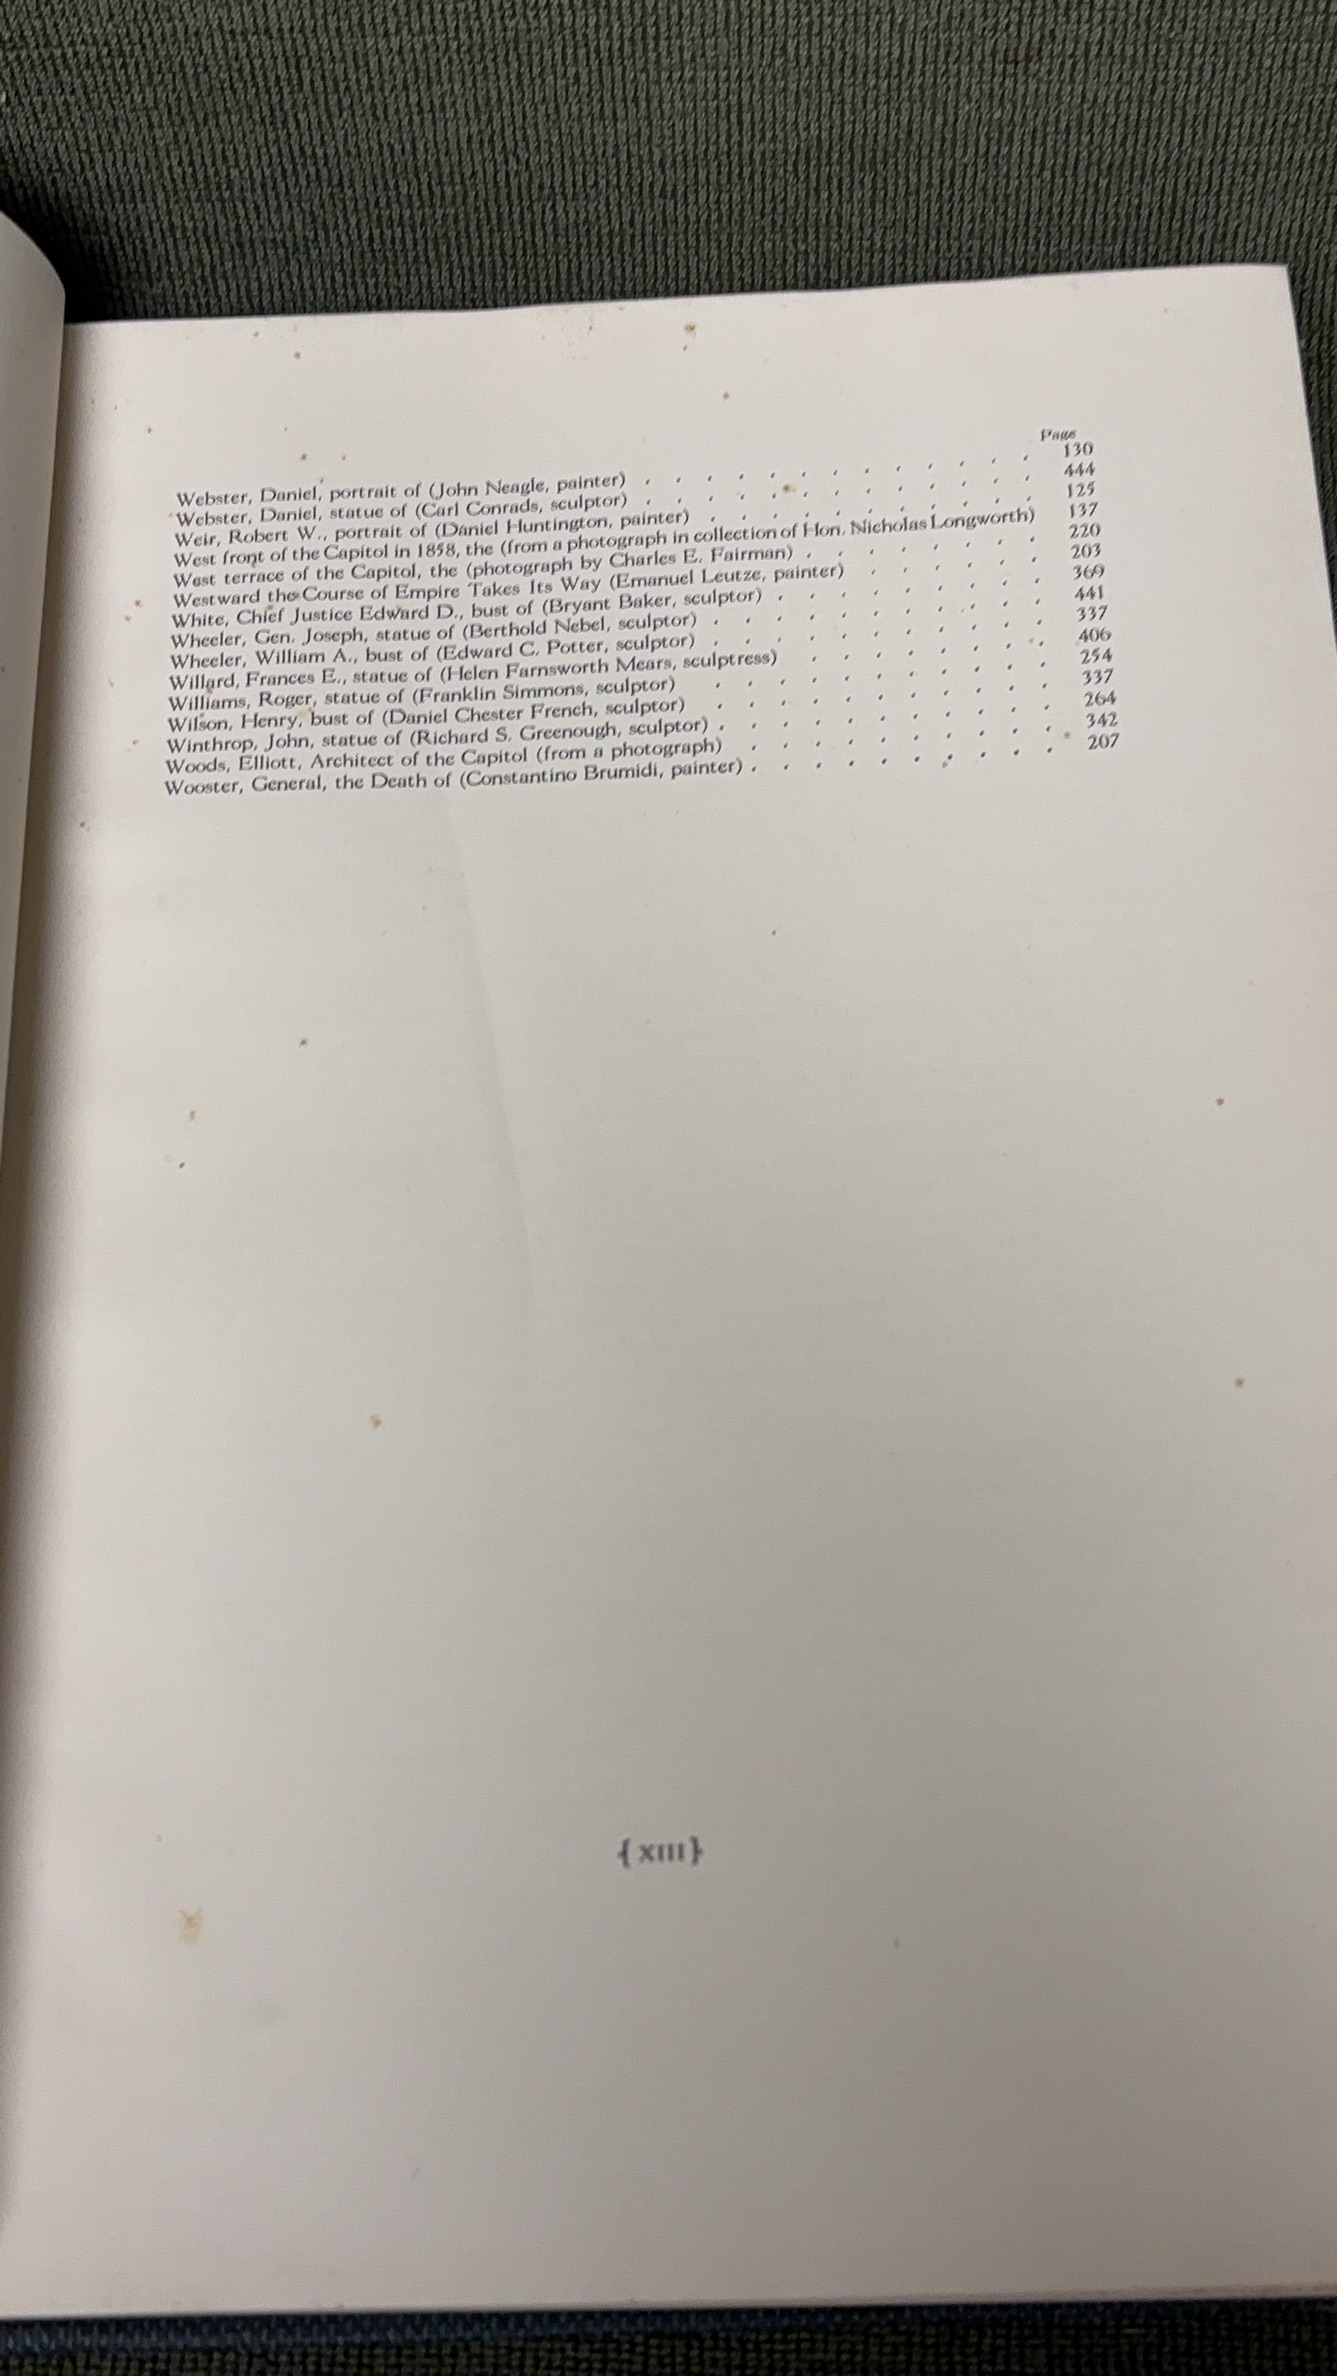 Page
Webster, Daniel, portrait of (John Neagle, painter) . . . . . . . . . . . . . 130
Webster, Daniel, statue of (Carl Conrads, sculptor) . . . . . . . . . . . . . 444
Weir, Robert W., portrait of (Daniel Huntington, painter) . . . . . . . . . . . 125
West front of the Capitol in 1858, the (from a photograph in collection of Hon. Nicholas Longworth) 137
West terrace of the Capitol, the (photograph by Charles E. Fairman) . . . . . . . . 220
Westward the Course of Empire Takes Its Way (Emanuel Leutze, painter) . . . . . . 203
White, Chief Justice Edward D., bust of (Bryant Baker, sculptor) . . . . . . . . . 369
Wheeler, Gen. Joseph, statue of (Berthold Nebel, sculptor) . . . . . . . . . . . 441
Wheeler, William A., bust of (Edward C. Potter, sculptor) . . . . . . . . . . . 337
Willard, Frances E., statue of (Helen Farnsworth Mears, sculptress) . . . . . . . . 406
Williams, Roger, statue of (Franklin Simmons, sculptor) . . . . . . . . . . . 254
Wilson, Henry, bust of (Daniel Chester French, sculptor) . . . . . . . . . . . 337
Winthrop, John, statue of (Richard S. Greenough, sculptor) . . . . . . . . . . . 264
Woods, Elliott, Architect of the Capitol (from a photograph) . . . . . . . . . . 342
Wooster, General, the Death of (Constantino Brumidi, painter) . . . . . . . . . . 207
{XIII}